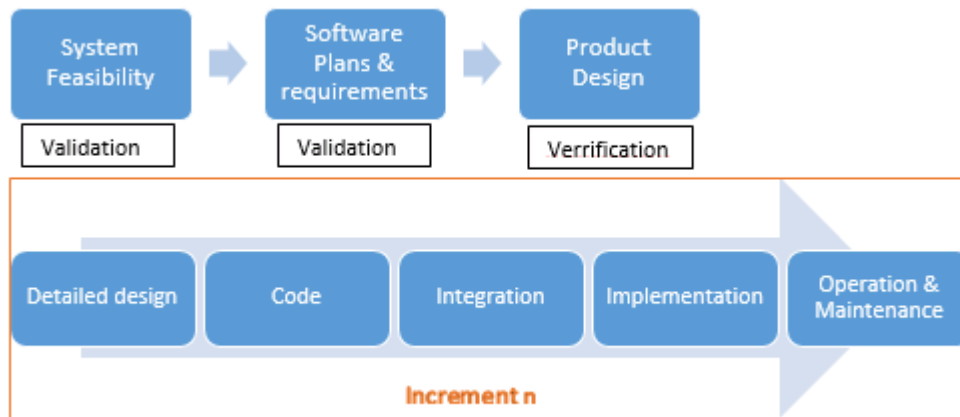 System
Feasibility
Software
Plans &
requirements
Product
Design
Validation
Validation
Verrification
Detailed design
Code
Integration
Implementation
Operation &
Maintenance
Increment n